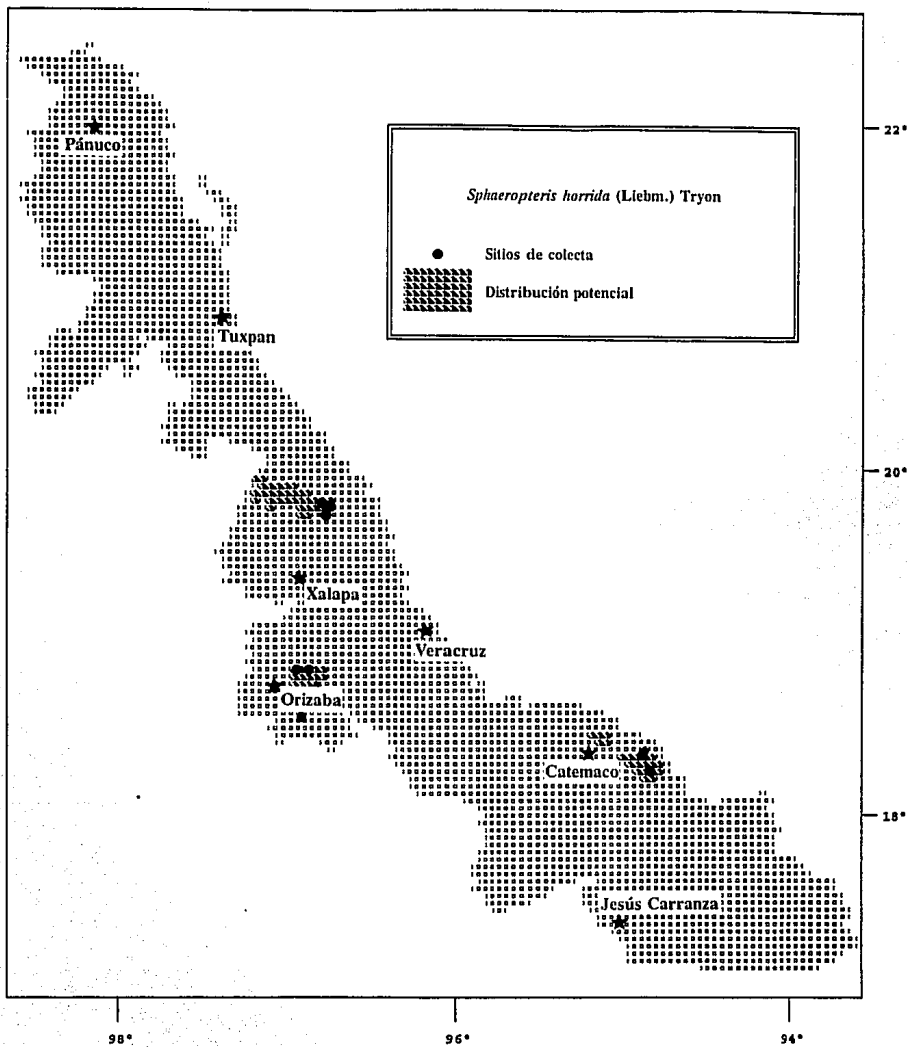 22°
Pánuco
Sphaeropteris horrida (Liebm.) Tryon
Sitios de colecta
Distribución potencial
Tuxpan
20°
Xalapa
Veracruz
Orizaba
Catemaco
18°
Jesús Carranza
98°
96°
94°